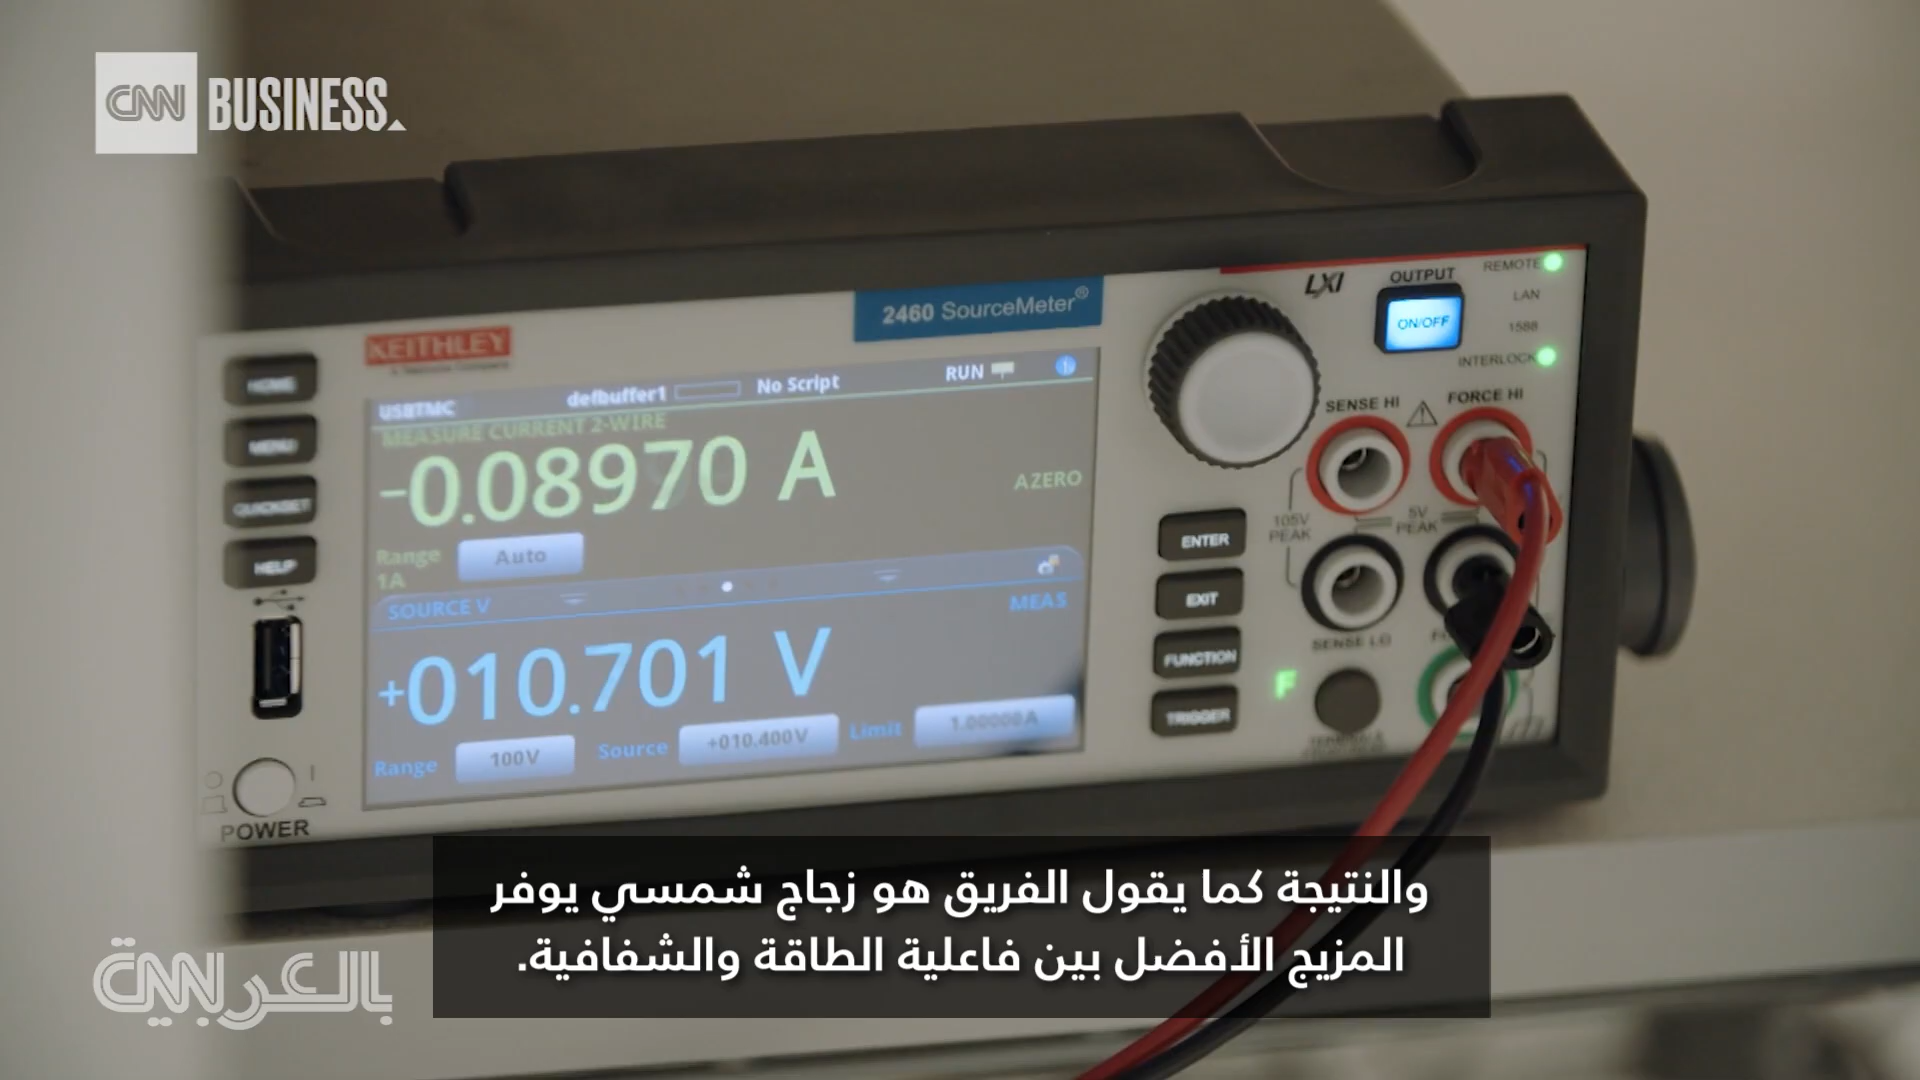 CNN BUSINESS
LXI
OUTPUT
REMOTE
ON/OFF
LAN
1588
INTERLOCK
2460 SourceMeter®
KEITHLEY
HOME
MENU
QUICKSET
HELP
USBTMC defbuffer1 No Script RUN
MEASURE CURRENT 2-WIRE
-0.08970 A
AZERO
Range Auto
1A
SOURCE V MEAS
+010.701 V
Range 100V Source +010.400V Limit 1.00000A
POWER
ENTER
EXIT
FUNCTION
TRIGGER
SENSE HI FORCE HI
105V PEAK
5V PEAK
SENSE LO
F
والنتيجة كما يقول الفريق هو زجاج شمسي يوفر
المزيج الأفضل بين فاعلية الطاقة والشفافية.
CNN بالعربية